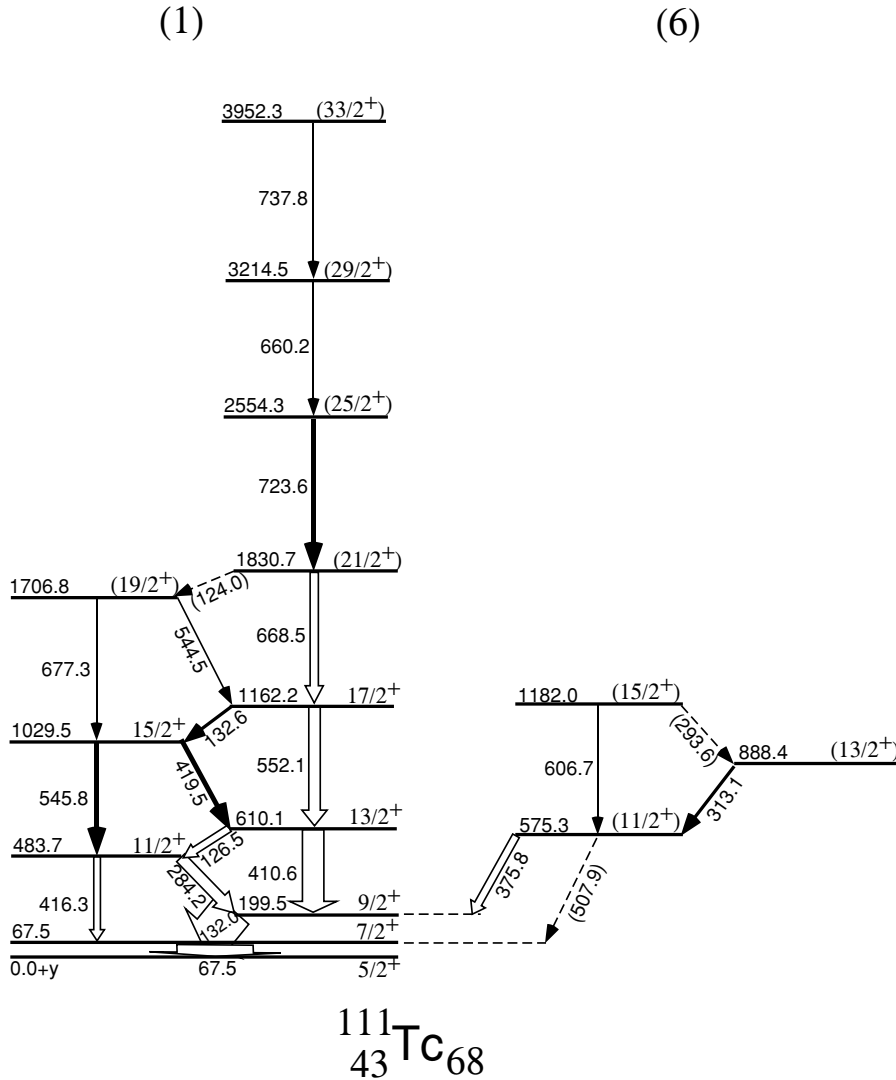 (1) (6)
3952.3 (33/2+)
737.8
3214.5 (29/2+)
660.2
2554.3 (25/2+)
723.6
1830.7 (21/2+)
1706.8 (19/2+) (124.0)
677.3 544.5 668.5
1162.2 17/2+ 1182.0 (15/2+)
1029.5 15/2+ 132.6 (293.6) 888.4 (13/2+)
545.8 419.5 552.1 606.7 313.1
610.1 13/2+ 575.3 (11/2+)
483.7 11/2+ 126.5
416.3 284.2 410.6 375.8 (507.9)
199.5 9/2+
67.5 132.0 7/2+
0.0+y 67.5 5/2+
111
43Tc68